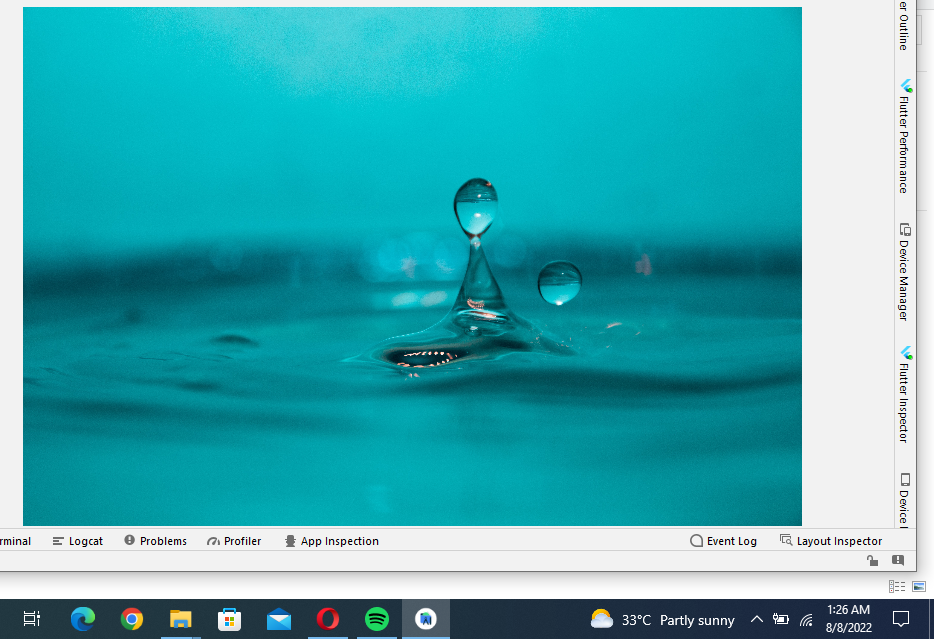 er Outline
Flutter Performance
Device Manager
Flutter Inspector
Device
rminal Logcat Problems Profiler App Inspection Event Log Layout Inspector
33°C Partly sunny 1:26 AM
8/8/2022